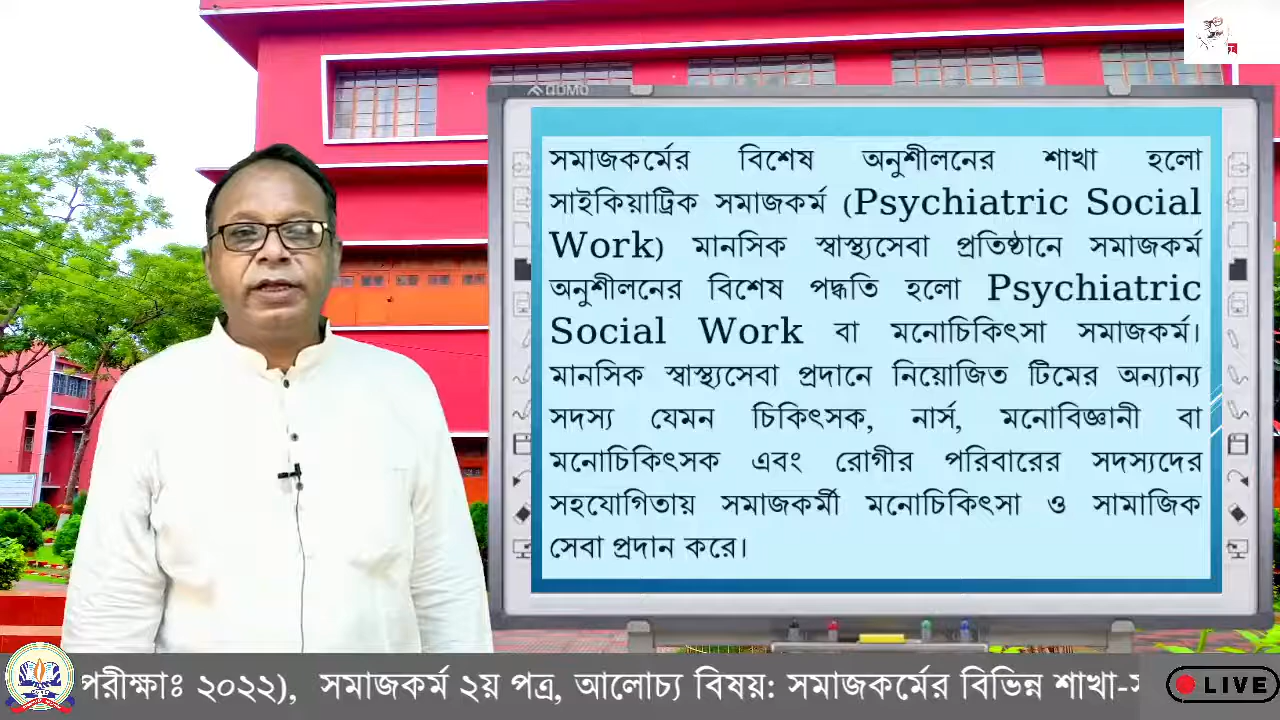 QOMO
সমাজকর্মের বিশেষ অনুশীলনের শাখা হলো
সাইকিয়াট্রিক সমাজকর্ম (Psychiatric Social
Work) মানসিক স্বাস্থ্যসেবা প্রতিষ্ঠানে সমাজকর্ম
অনুশীলনের বিশেষ পদ্ধতি হলো Psychiatric
Social Work বা মনোচিকিৎসা সমাজকর্ম।
মানসিক স্বাস্থ্যসেবা প্রদানে নিয়োজিত টিমের অন্যান্য
সদস্য যেমন চিকিৎসক, নার্স, মনোবিজ্ঞানী বা
মনোচিকিৎসক এবং রোগীর পরিবারের সদস্যদের
সহযোগিতায় সমাজকর্মী মনোচিকিৎসা ও সামাজিক
সেবা প্রদান করে।
পরীক্ষাঃ ২০২২), সমাজকর্ম ২য় পত্র, আলোচ্য বিষয়: সমাজকর্মের বিভিন্ন শাখা-স
LIVE